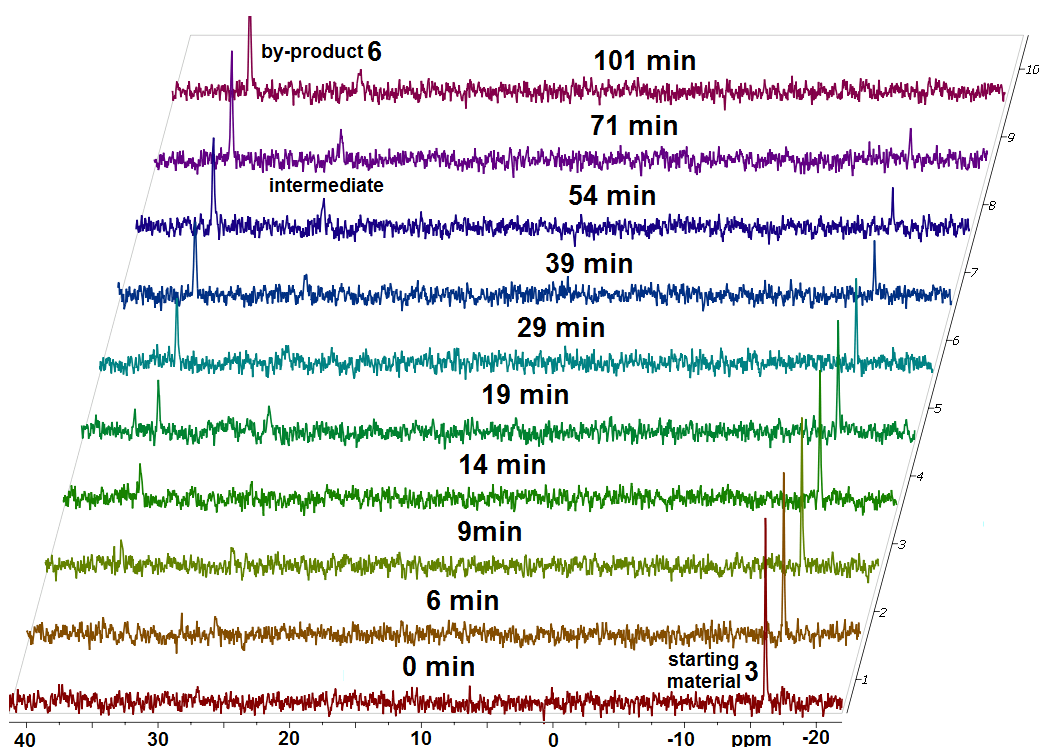 by-product 6
101 min
10
71 min
9
intermediate
54 min
8
39 min
7
29 min
6
19 min
5
14 min
4
9min
3
6 min
2
0 min
starting
material 3
1
40 30 20 10 0 -10 ppm -20